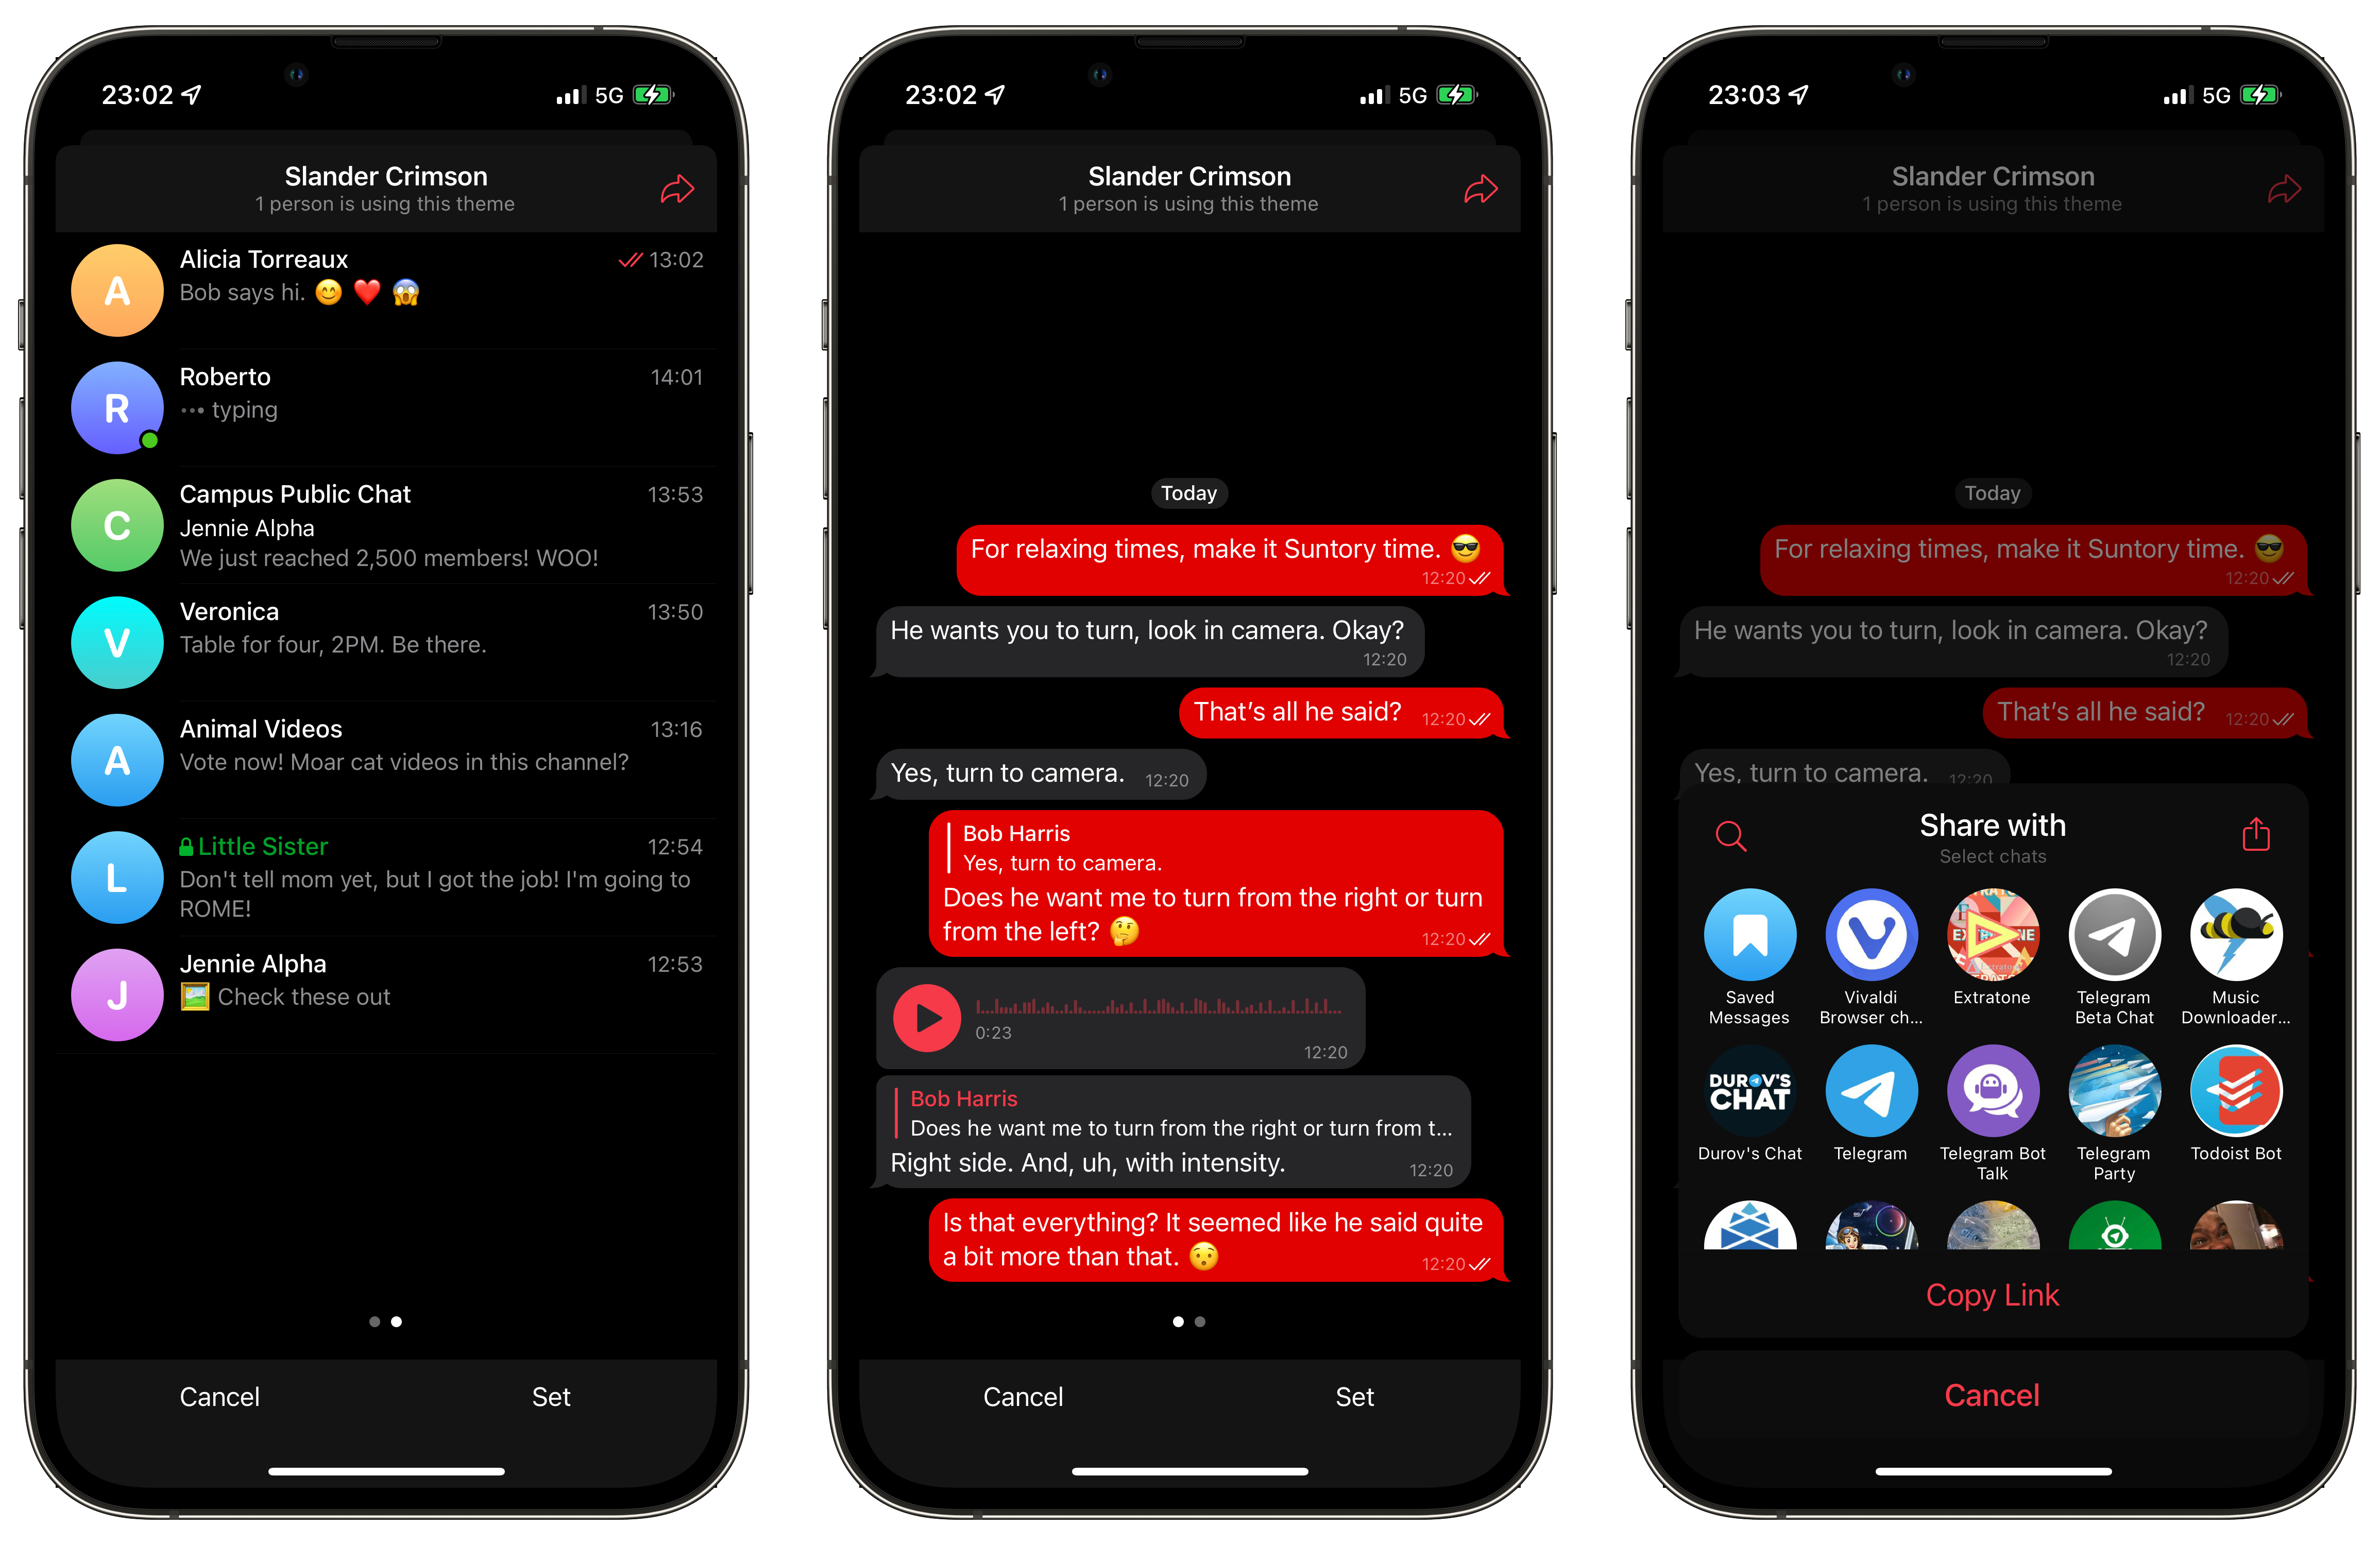 23:02
5G
Slander Crimson
1 person is using this theme
A
Alicia Torreaux
13:02
Bob says hi. 😊 ❤️ 😱
R
Roberto
14:01
typing
C
Campus Public Chat
13:53
Jennie Alpha
We just reached 2,500 members! WOO!
V
Veronica
13:50
Table for four, 2PM. Be there.
A
Animal Videos
13:16
Vote now! Moar cat videos in this channel?
L
Little Sister
12:54
Don't tell mom yet, but I got the job! I'm going to
ROME!
J
Jennie Alpha
12:53
🖼️ Check these out
Cancel
Set
23:02
5G
Slander Crimson
1 person is using this theme
Today
For relaxing times, make it Suntory time. 😎
12:20
He wants you to turn, look in camera. Okay?
12:20
That’s all he said?
12:20
Yes, turn to camera.
12:20
Bob Harris
Yes, turn to camera.
Does he want me to turn from the right or turn
from the left? 🤔
12:20
0:23
12:20
Bob Harris
Does he want me to turn from the right or turn from t...
Right side. And, uh, with intensity.
12:20
Is that everything? It seemed like he said quite
a bit more than that. 😯
12:20
Cancel
Set
23:03
5G
Slander Crimson
1 person is using this theme
Today
For relaxing times, make it Suntory time. 😎
12:20
He wants you to turn, look in camera. Okay?
12:20
That’s all he said?
12:20
Yes, turn to camera.
12:20
Share with
Select chats
Saved
Messages
Vivaldi
Browser ch...
Extratone
Telegram
Beta Chat
Music
Downloader...
DUROV'S
CHAT
Durov's Chat
Telegram
Telegram Bot
Talk
Telegram
Party
Todoist Bot
Copy Link
Cancel